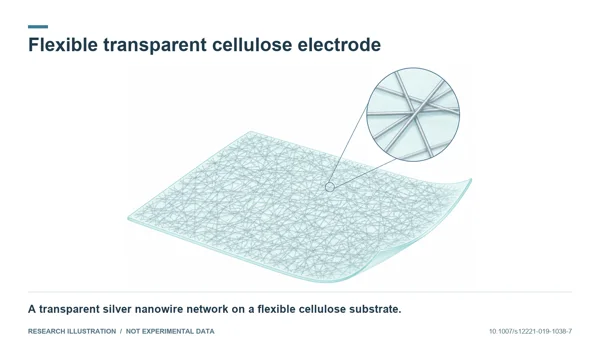 Flexible transparent cellulose electrode
A transparent silver nanowire network on a flexible cellulose substrate.
RESEARCH ILLUSTRATION / NOT EXPERIMENTAL DATA
10.1007/s12221-019-1038-7